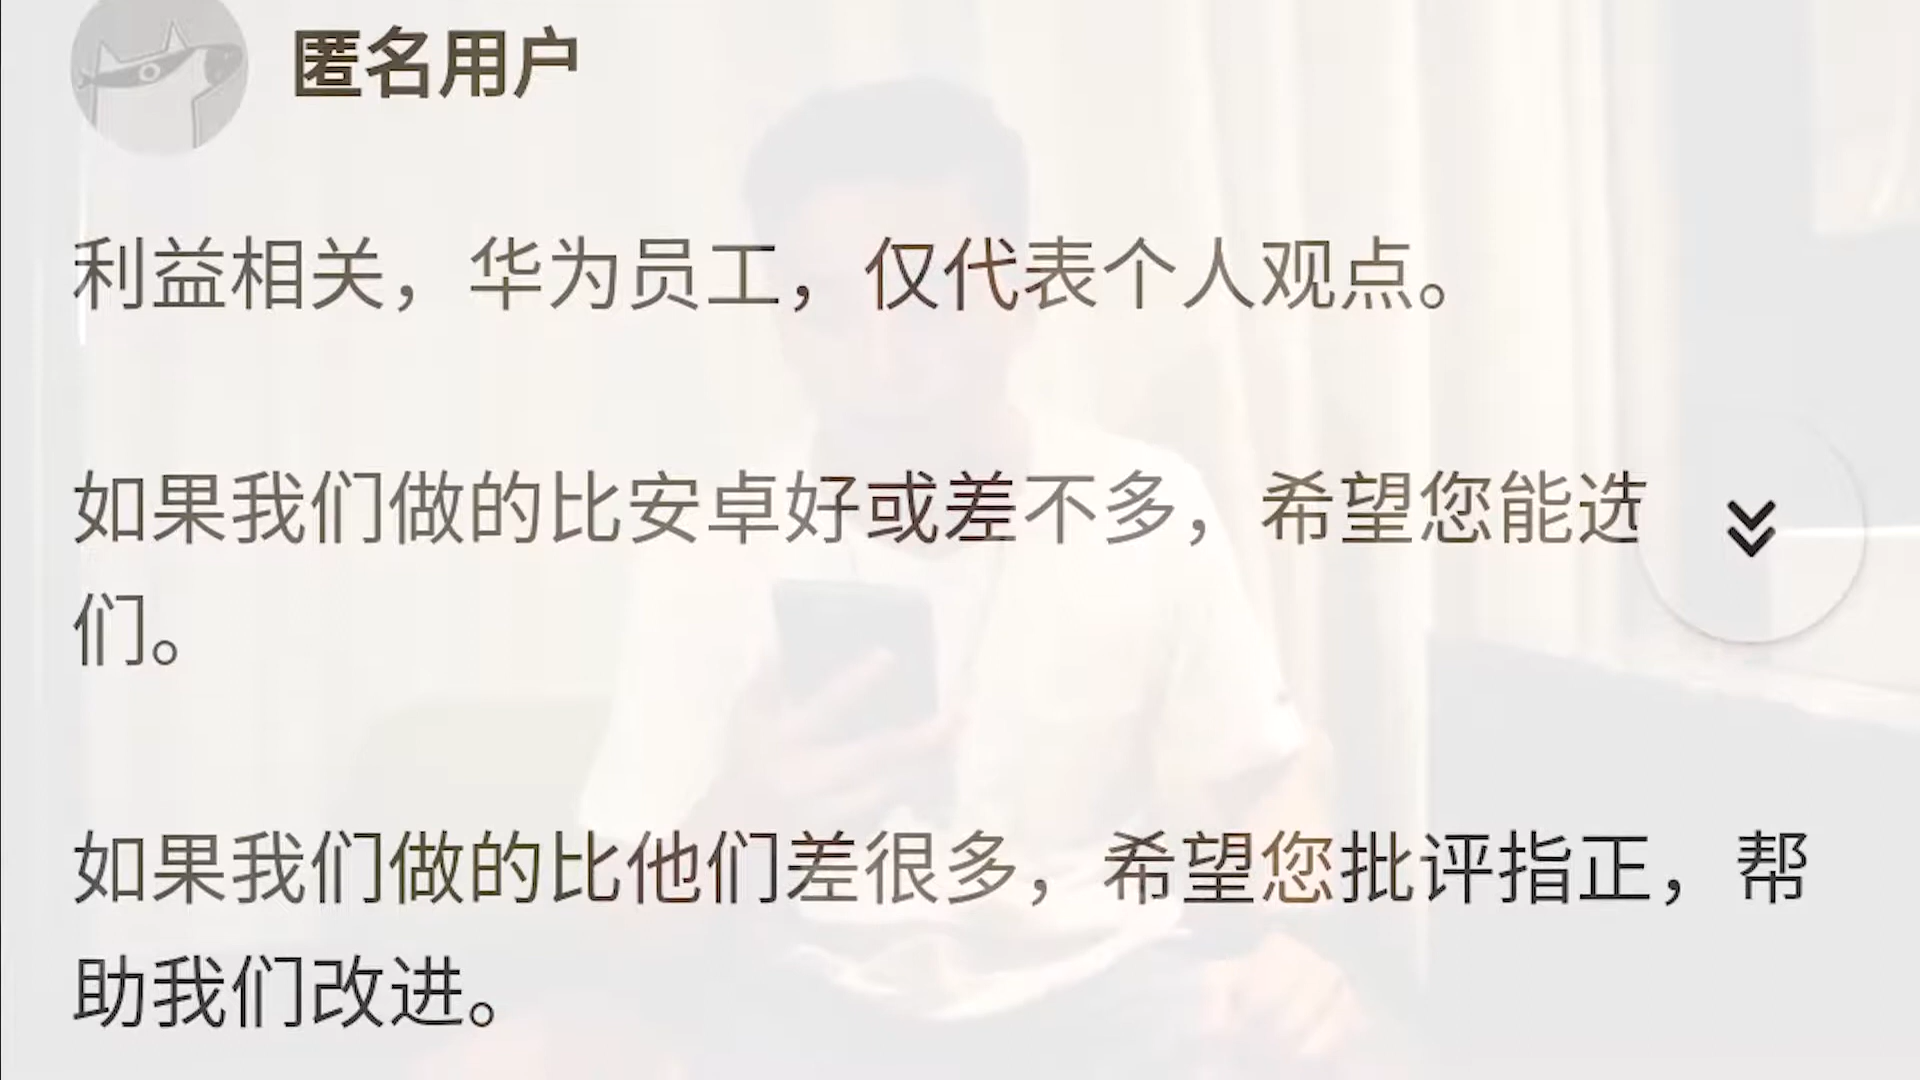 匿名用户
利益相关，华为员工，仅代表个人观点。
如果我们做的比安卓好或差不多，希望您能选
们。
如果我们做的比他们差很多，希望您批评指正，帮
助我们改进。